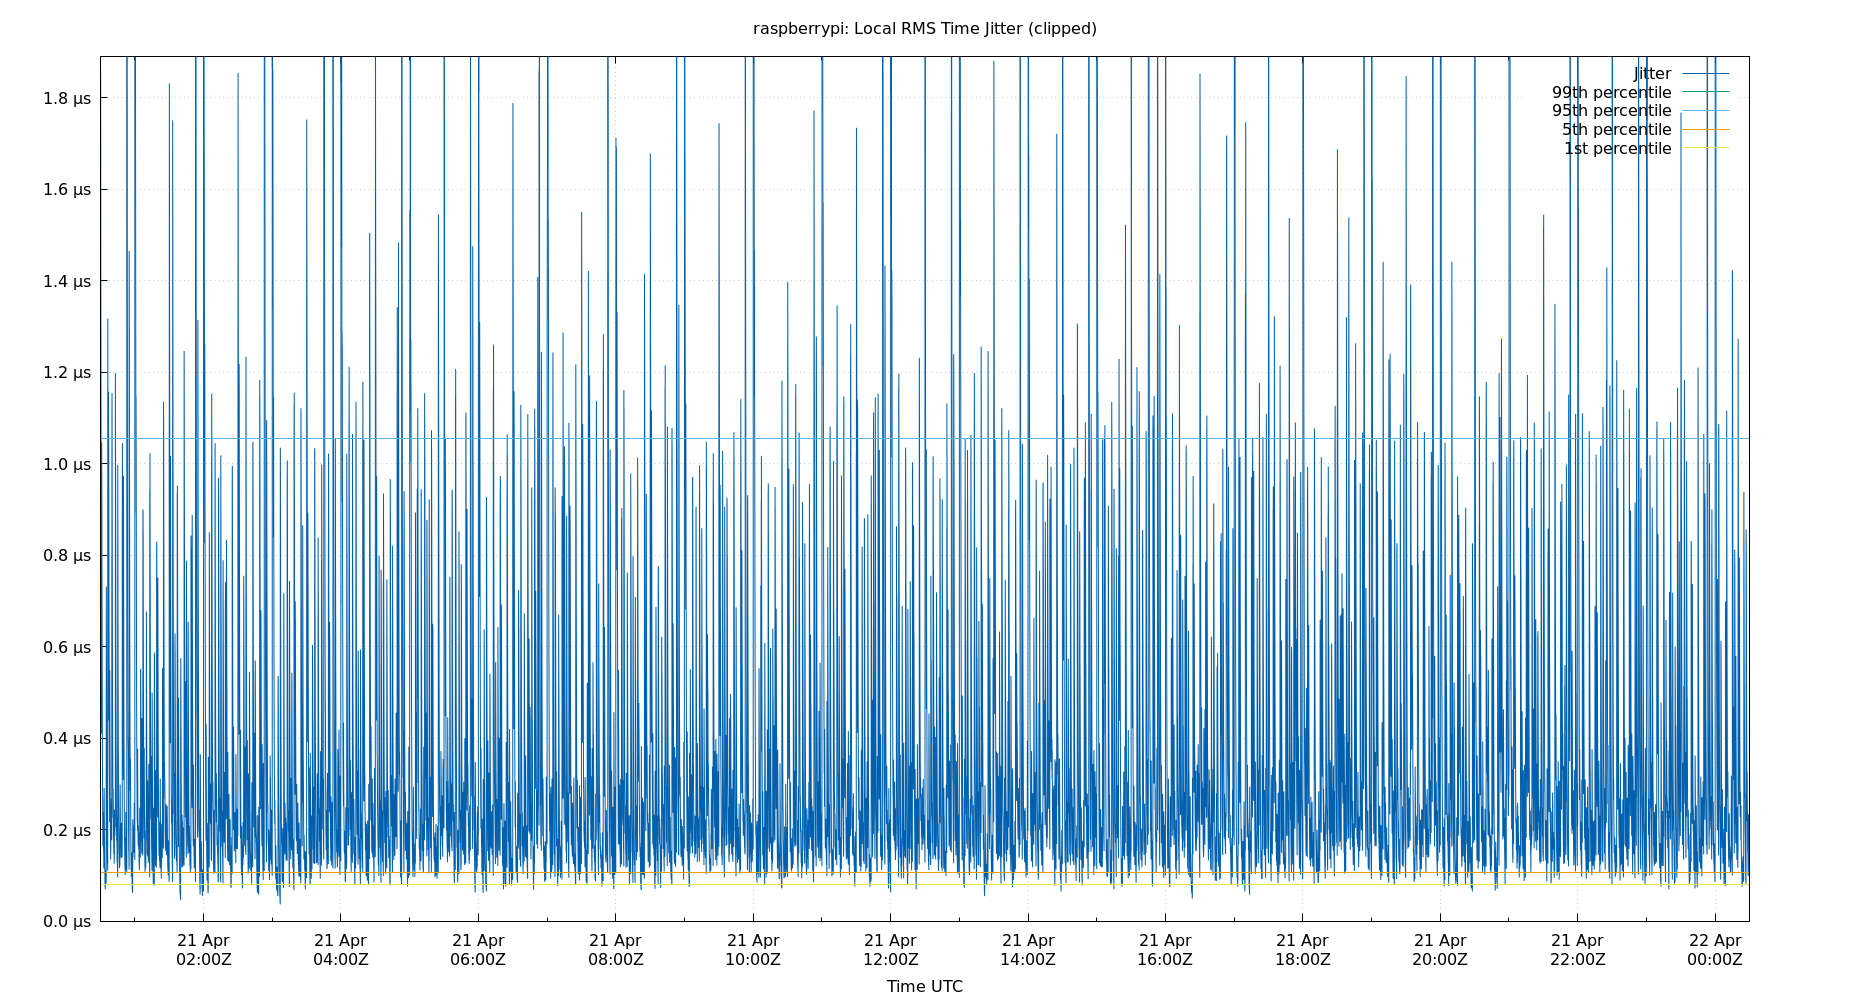 raspberrypi: Local RMS Time Jitter (clipped)
Jitter
99th percentile
95th percentile
5th percentile
1st percentile
1.8 µs
1.6 µs
1.4 µs
1.2 µs
1.0 µs
0.8 µs
0.6 µs
0.4 µs
0.2 µs
0.0 µs
21 Apr 21 Apr 21 Apr 21 Apr 21 Apr 21 Apr 21 Apr 21 Apr 21 Apr 21 Apr 21 Apr 22 Apr
02:00Z 04:00Z 06:00Z 08:00Z 10:00Z 12:00Z 14:00Z 16:00Z 18:00Z 20:00Z 22:00Z 00:00Z
Time UTC